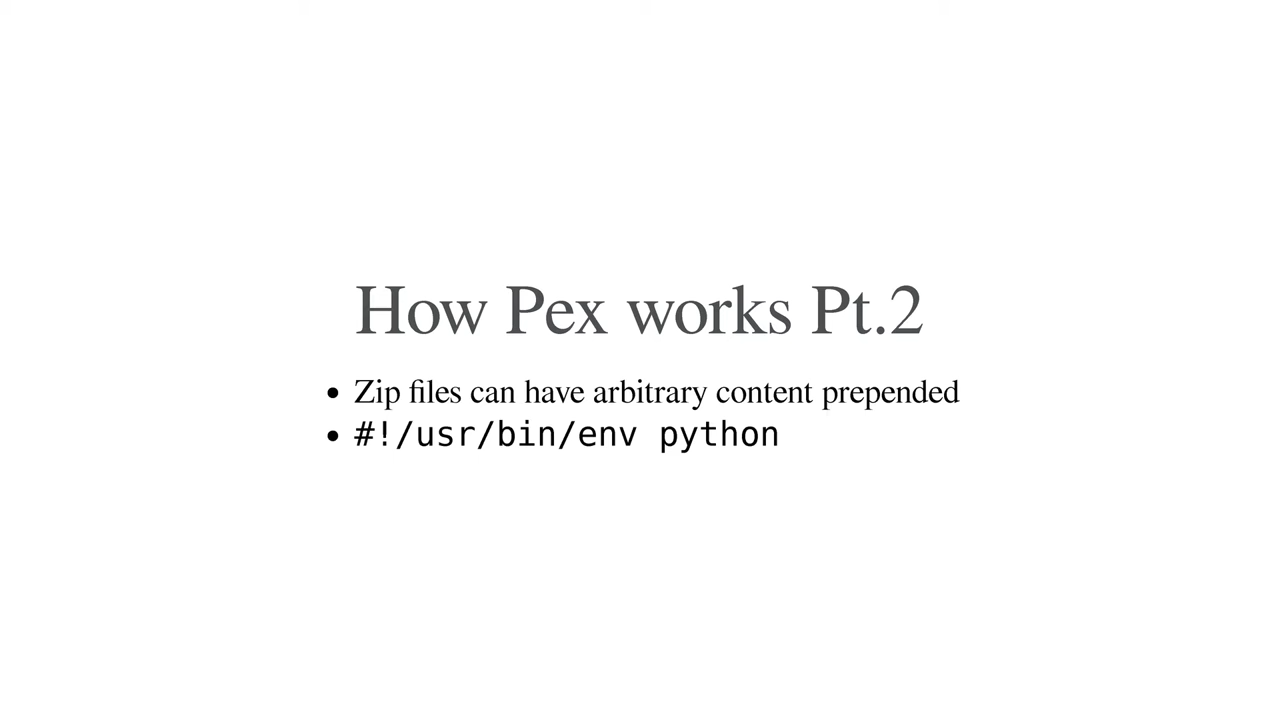 How Pex works Pt.2
• Zip files can have arbitrary content prepended
• #!/usr/bin/env python